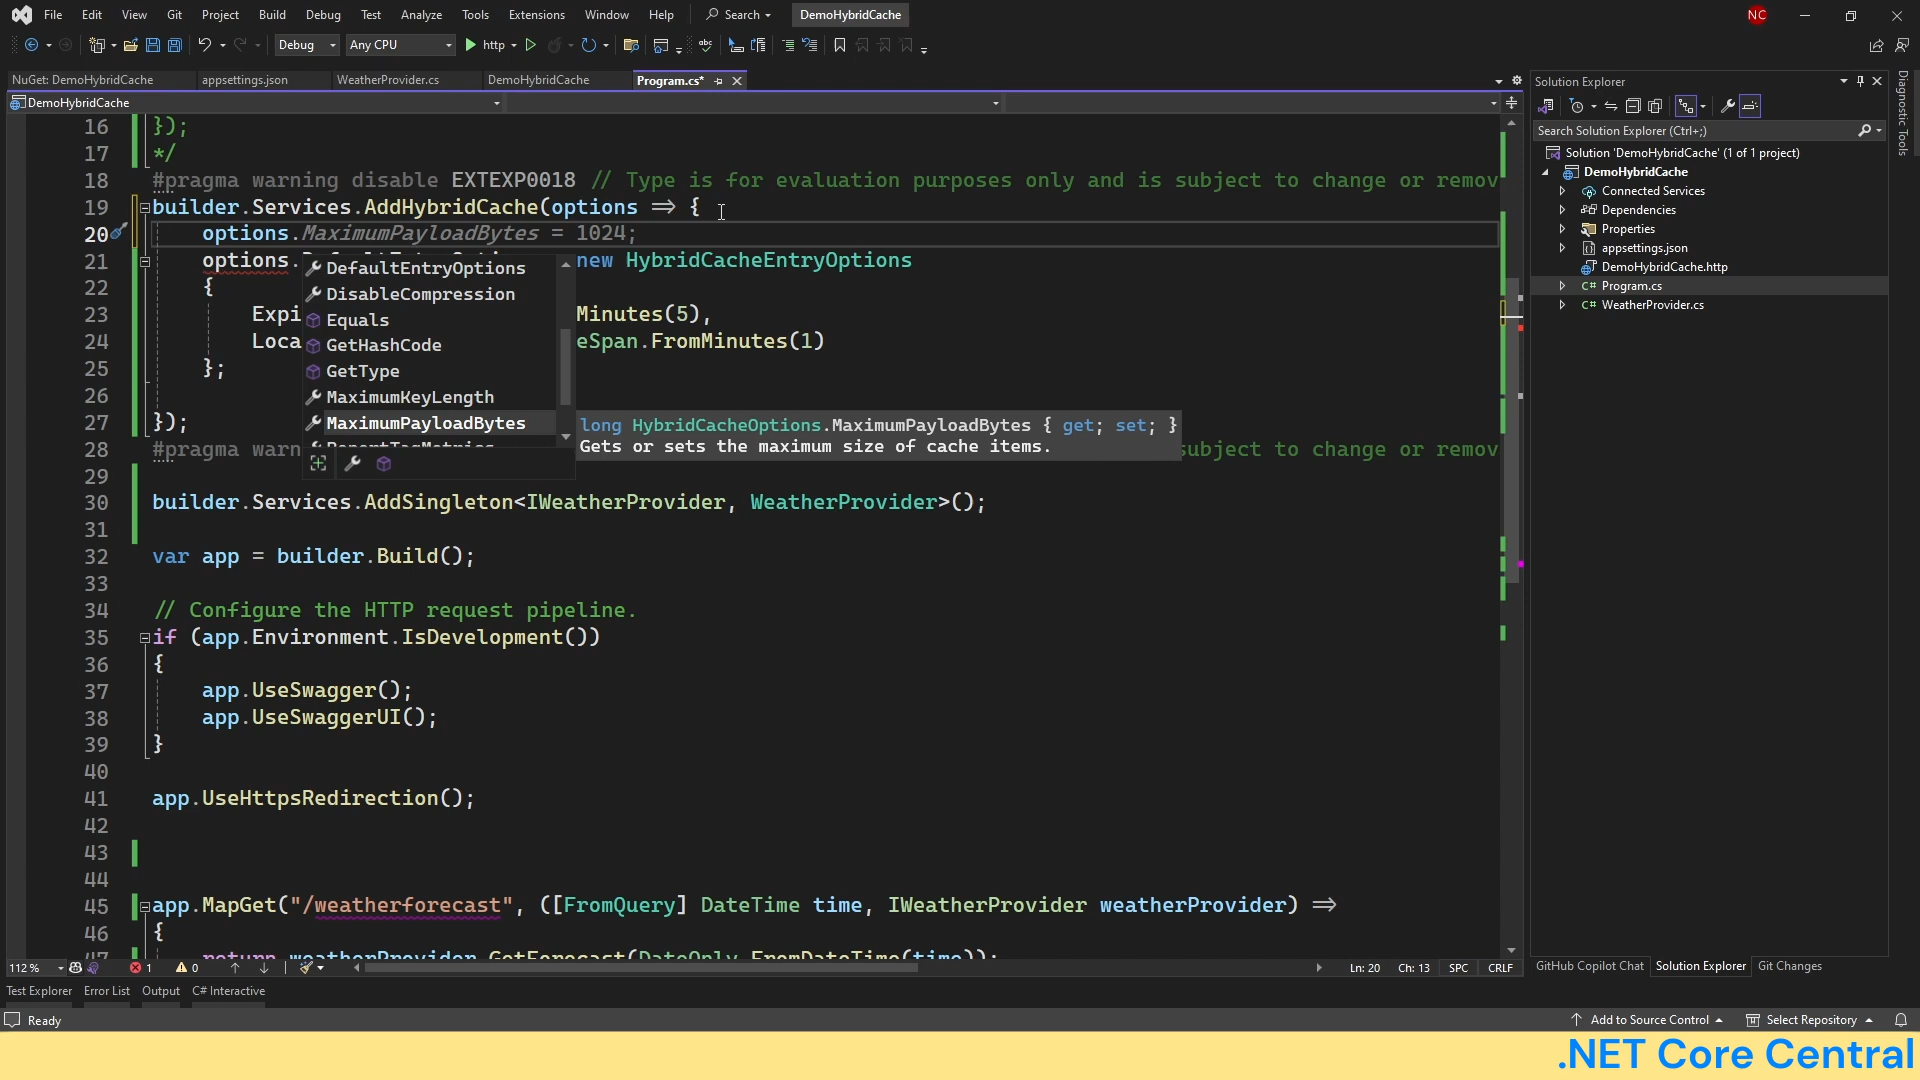 File Edit View Git Project Build Debug Test Analyze Tools Extensions Window Help Search DemoHybridCache NC
Debug Any CPU http
NuGet: DemoHybridCache appsettings.json WeatherProvider.cs DemoHybridCache Program.cs*
DemoHybridCache
16 });
17 */
18 #pragma warning disable EXTEXP0018 // Type is for evaluation purposes only and is subject to change or remov
19 builder.Services.AddHybridCache(options => {
20 options.MaximumPayloadBytes = 1024;
21 options. new HybridCacheEntryOptions
22 {
23 Expi Minutes(5),
24 Loca eSpan.FromMinutes(1)
25 };
26
27 });
28 #pragma warn subject to change or remov
29
30 builder.Services.AddSingleton<IWeatherProvider, WeatherProvider>();
31
32 var app = builder.Build();
33
34 // Configure the HTTP request pipeline.
35 if (app.Environment.IsDevelopment())
36 {
37 app.UseSwagger();
38 app.UseSwaggerUI();
39 }
40
41 app.UseHttpsRedirection();
42
43
44
45 app.MapGet("/weatherforecast", ([FromQuery] DateTime time, IWeatherProvider weatherProvider) =>
46 {
47 return weatherProvider.GetForecast(DateOnly.FromDateTime(time));
DefaultEntryOptions
DisableCompression
Equals
GetHashCode
GetType
MaximumKeyLength
MaximumPayloadBytes
ReportTagMetrics
long HybridCacheOptions.MaximumPayloadBytes { get; set; }
Gets or sets the maximum size of cache items.
112 % 1 0 Ln: 20 Ch: 13 SPC CRLF
Test Explorer Error List Output C# Interactive
Solution Explorer
Search Solution Explorer (Ctrl+;)
Solution 'DemoHybridCache' (1 of 1 project)
DemoHybridCache
Connected Services
Dependencies
Properties
appsettings.json
DemoHybridCache.http
C# Program.cs
C# WeatherProvider.cs
GitHub Copilot Chat Solution Explorer Git Changes
Diagnostic Tools
Ready Add to Source Control Select Repository
.NET Core Central